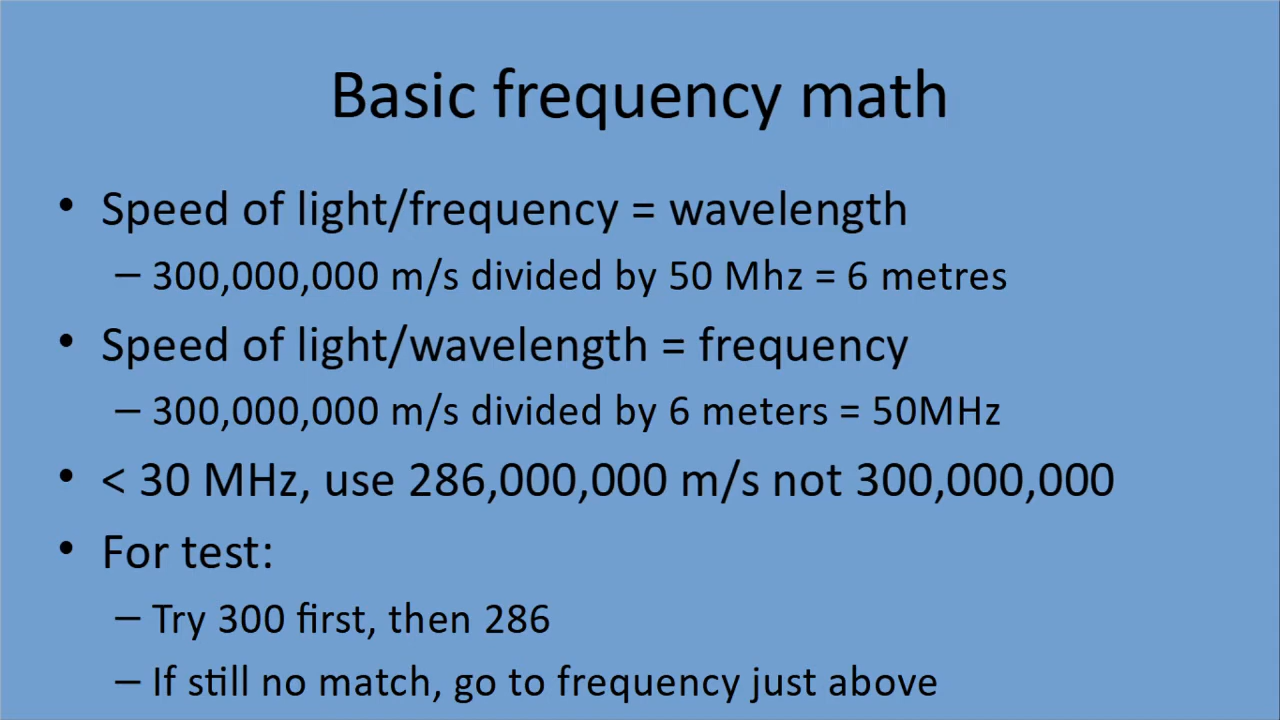 Basic frequency math
• Speed of light/frequency = wavelength
– 300,000,000 m/s divided by 50 Mhz = 6 metres
• Speed of light/wavelength = frequency
– 300,000,000 m/s divided by 6 meters = 50MHz
• < 30 MHz, use 286,000,000 m/s not 300,000,000
• For test:
– Try 300 first, then 286
– If still no match, go to frequency just above